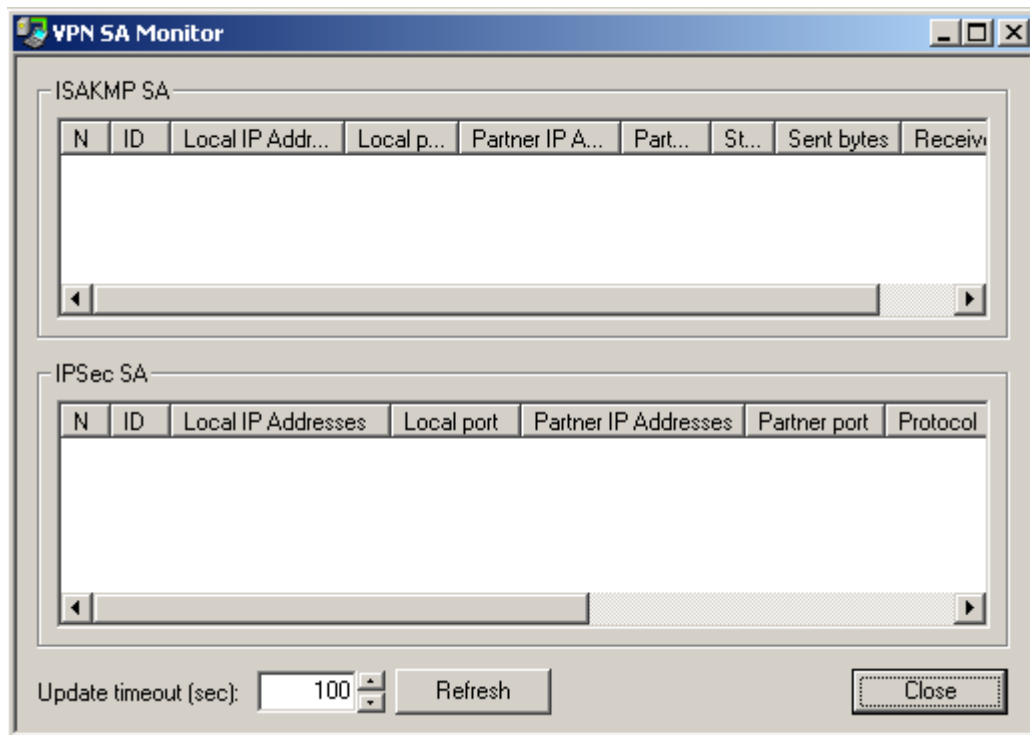 VPN SA Monitor
ISAKMP SA
N ID Local IP Addr... Local p... Partner IP A... Part... St... Sent bytes Receiv
IPSec SA
N ID Local IP Addresses Local port Partner IP Addresses Partner port Protocol
Update timeout (sec): 100 Refresh Close